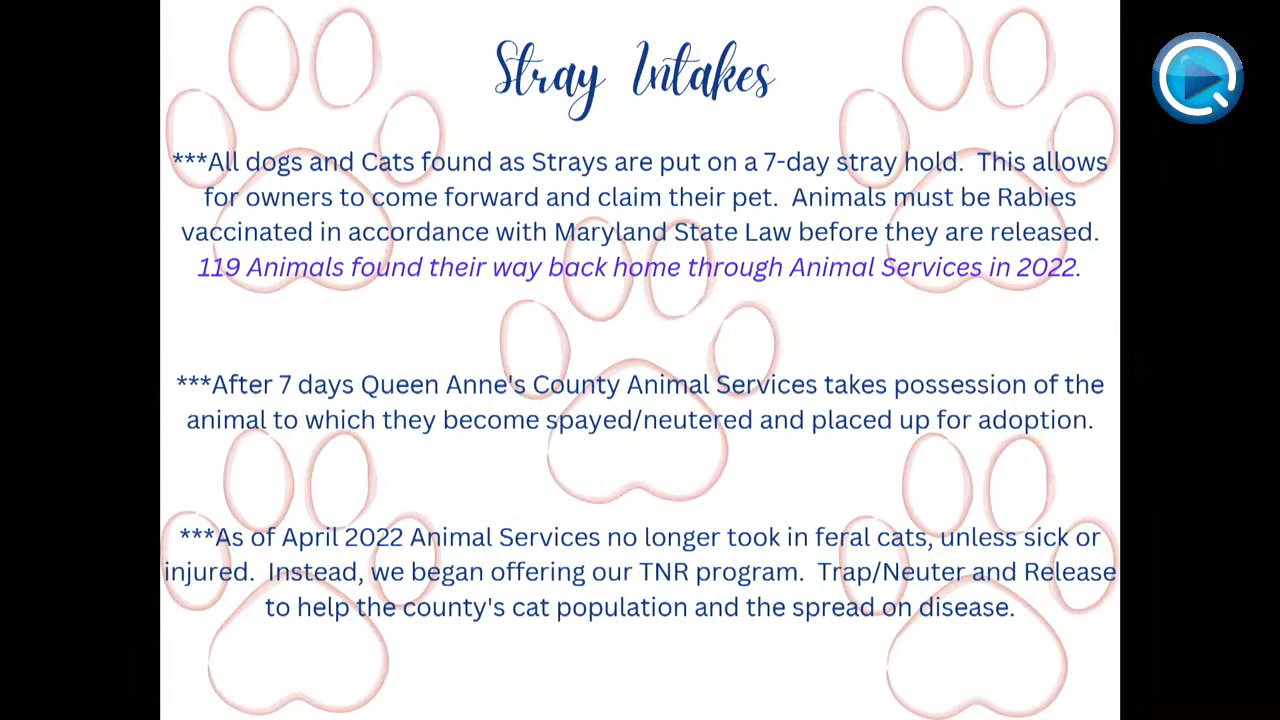 Stray Intakes
***All dogs and Cats found as Strays are put on a 7-day stray hold.  This allows
for owners to come forward and claim their pet.  Animals must be Rabies
vaccinated in accordance with Maryland State Law before they are released.
119 Animals found their way back home through Animal Services in 2022.
***After 7 days Queen Anne's County Animal Services takes possession of the
animal to which they become spayed/neutered and placed up for adoption.
***As of April 2022 Animal Services no longer took in feral cats, unless sick or
injured.  Instead, we began offering our TNR program.  Trap/Neuter and Release
to help the county's cat population and the spread on disease.